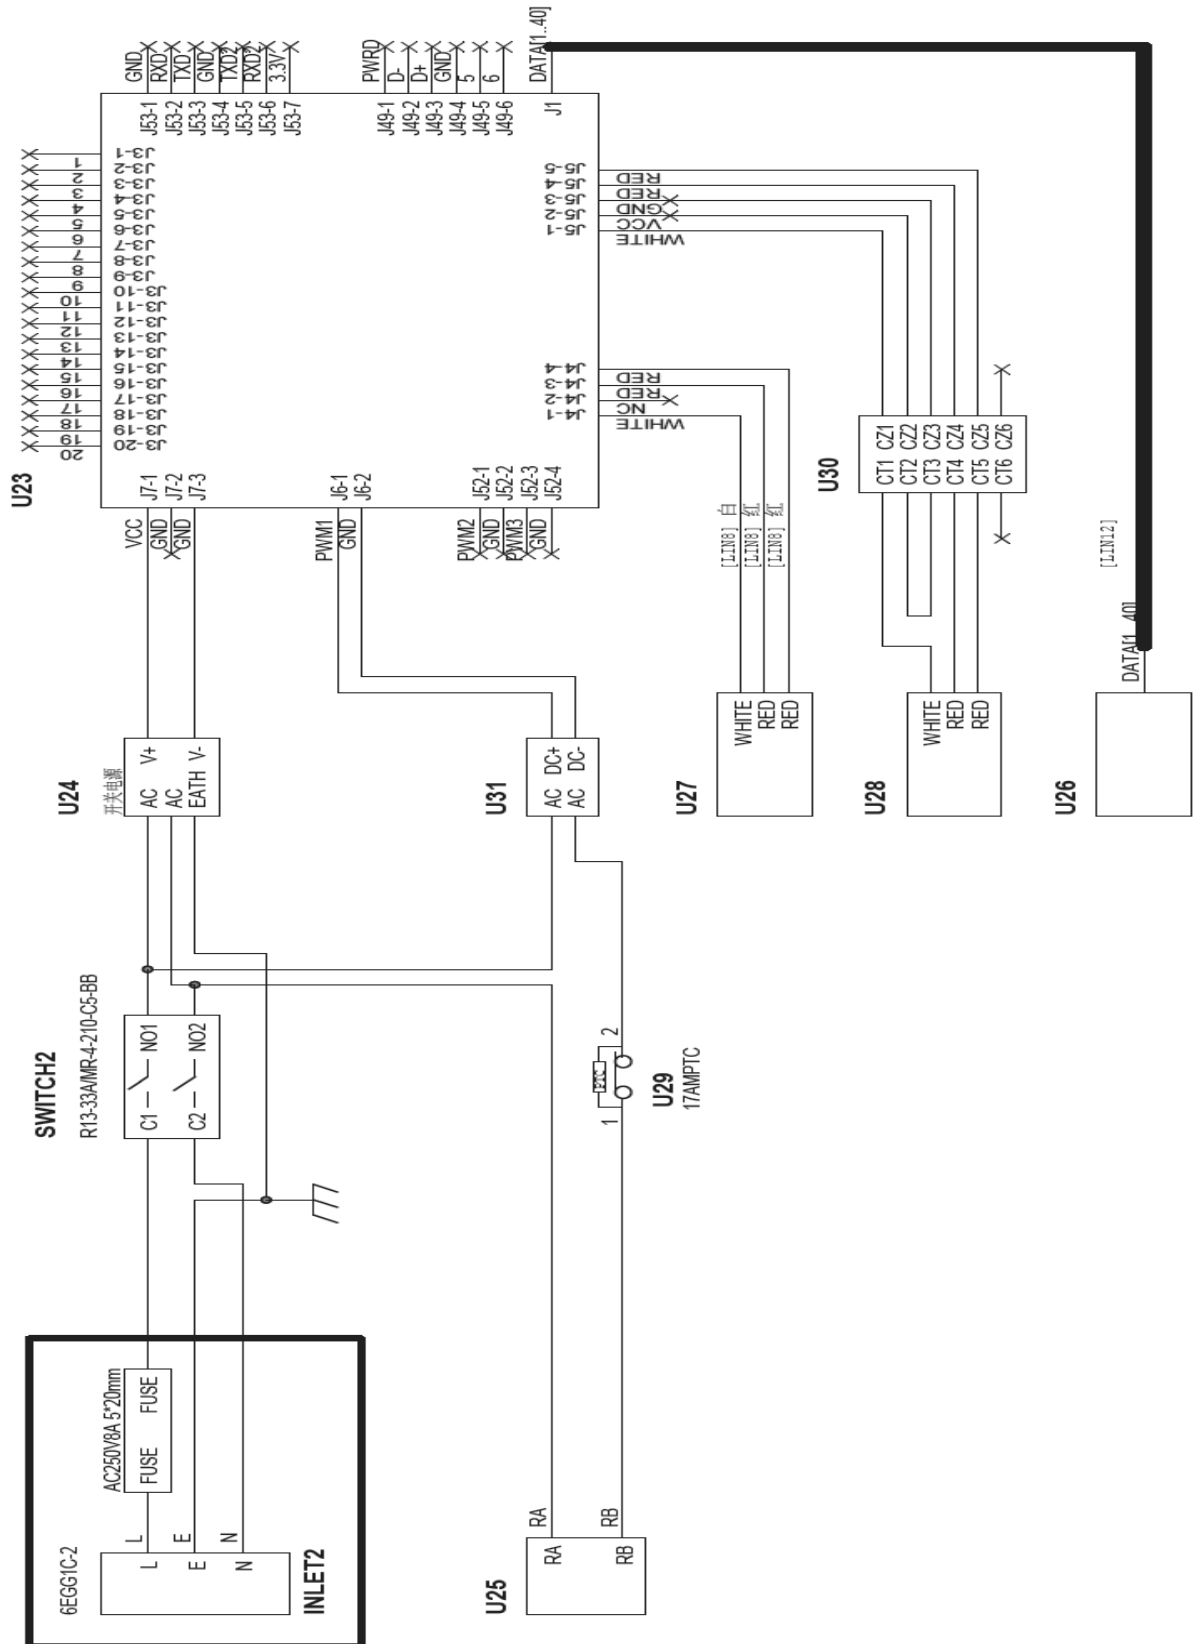 GND
RXD
TXD
GND
TXD2
RXD2
3.3V
PWRD
D-
D+
GND
5
6
DATA[1..40]
J53-1
J53-2
J53-3
J53-4
J53-5
J53-6
J53-7
J49-1
J49-2
J49-3
J49-4
J49-5
J49-6
J1
1
2
3
4
5
6
7
8
9
10
11
12
13
14
15
16
17
18
19
20
J3-1
J3-2
J3-3
J3-4
J3-5
J3-6
J3-7
J3-8
J3-9
J3-10
J3-11
J3-12
J3-13
J3-14
J3-15
J3-16
J3-17
J3-18
J3-19
J3-20
J5-5
J5-4
J5-3
J5-2
J5-1
RED
RED
GND
VCC
WHITE
J4-4
J4-3
J4-2
J4-1
RED
RED
NC
WHITE
U23
J7-1
J7-2
J7-3
J6-1
J6-2
J52-1
J52-2
J52-3
J52-4
VCC
GND
GND
PWM1
GND
PWM2
GND
PWM3
GND
[LIN8] 白
[LIN8] 红
[LIN8] 红
U30
CT1 CZ1
CT2 CZ2
CT3 CZ3
CT4 CZ4
CT5 CZ5
CT6 CZ6
[LIN12]
DATA[1..40]
U24
开关电源
AC V+
AC
EATH V-
U31
AC DC+
AC DC-
U27
WHITE
RED
RED
U28
WHITE
RED
RED
U26
SWITCH2
R13-33A/MR-4-210-C5-BB
C1 NO1
C2 NO2
PTC
1
2
U29
17AMPTC
AC250V8A 5*20mm
FUSE FUSE
6EGG1C-2
L
E
N
L
E
N
INLET2
U25
RA
RB
RA
RB